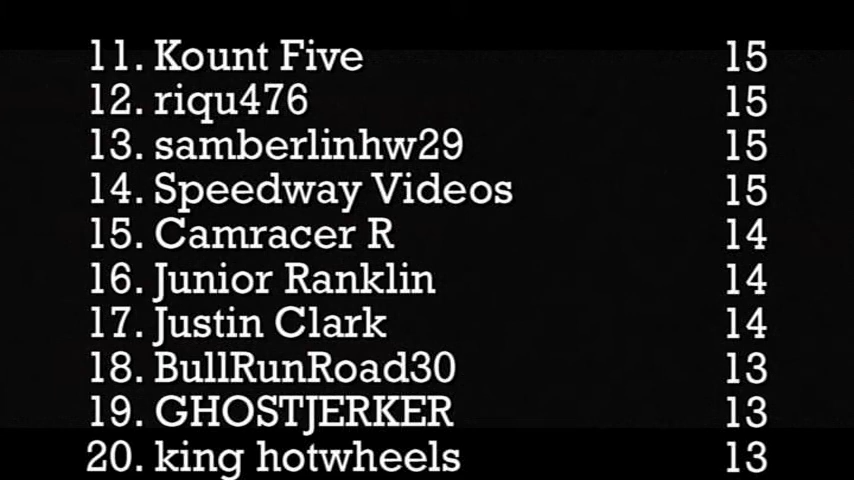 11. Kount Five 15
12. riqu476 15
13. samberlinhw29 15
14. Speedway Videos 15
15. Camracer R 14
16. Junior Ranklin 14
17. Justin Clark 14
18. BullRunRoad30 13
19. GHOSTJERKER 13
20. king hotwheels 13